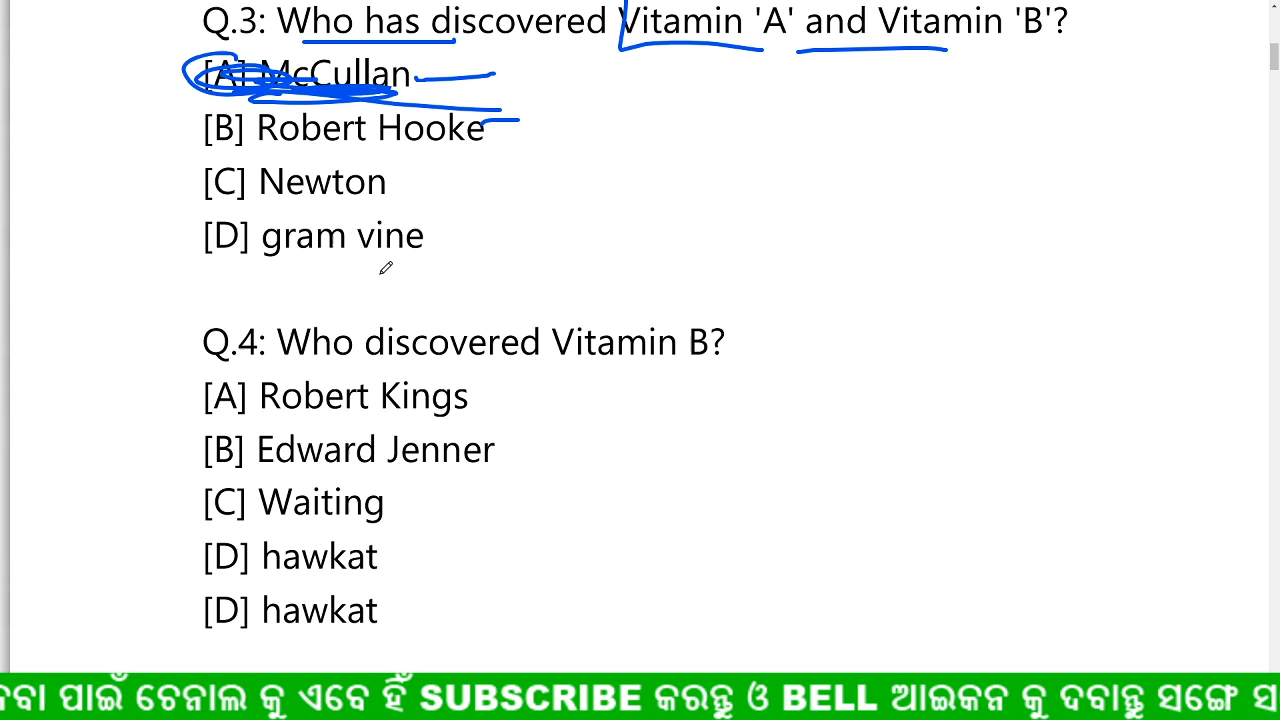 Q.3: Who has discovered Vitamin 'A' and Vitamin 'B'?
[A] McCullan
[B] Robert Hooke
[C] Newton
[D] gram vine
Q.4: Who discovered Vitamin B?
[A] Robert Kings
[B] Edward Jenner
[C] Waiting
[D] hawkat
[D] hawkat
ପାଇଁ ଚେନାଲ କୁ ଏବେ ହିଁ SUBSCRIBE କରନ୍ତୁ ଓ BELL ଆଇକନ କୁ ଦବାନ୍ତୁ ସଙ୍ଗେ